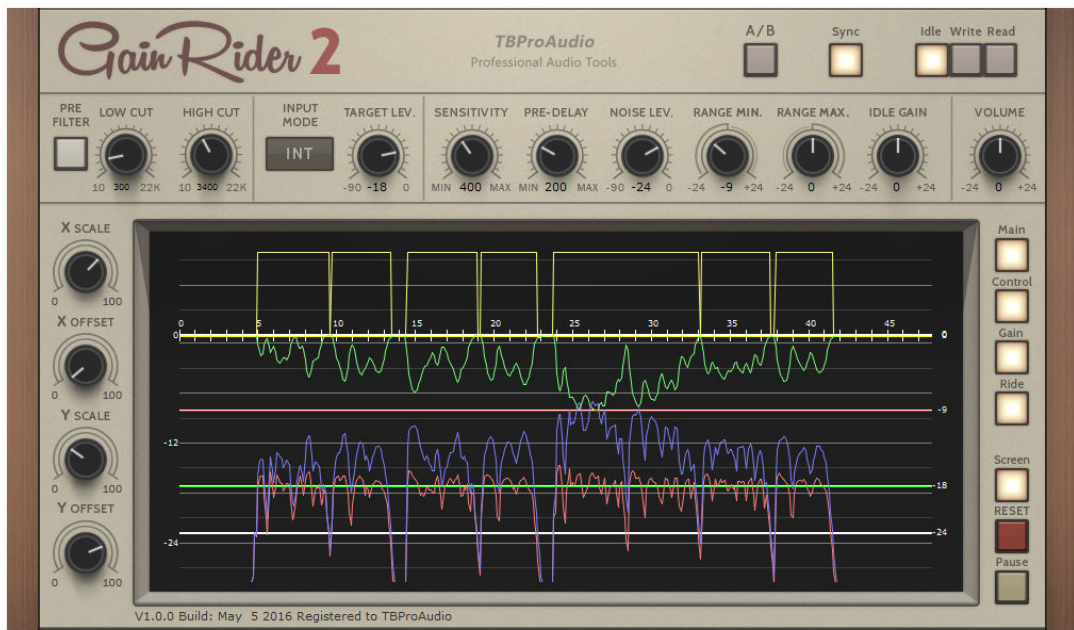 Gain Rider 2
TBProAudio
Professional Audio Tools
A/B Sync Idle Write Read
PRE FILTER LOW CUT HIGH CUT INPUT MODE TARGET LEV. SENSITIVITY PRE-DELAY NOISE LEV. RANGE MIN. RANGE MAX. IDLE GAIN VOLUME
INT
10 300 22K 10 3400 22K -90 -18 0 MIN 400 MAX MIN 200 MAX -90 -24 0 -24 -9 +24 -24 0 +24 -24 0 +24 -24 0 +24
X SCALE
0 100
X OFFSET
0 100
Y SCALE
0 100
Y OFFSET
0 100
0 5 10 15 20 25 30 35 40 45
0 0
-9
-12
-18
-24
-24
Main
Control
Gain
Ride
Screen
RESET
Pause
V1.0.0 Build: May 5 2016 Registered to TBProAudio